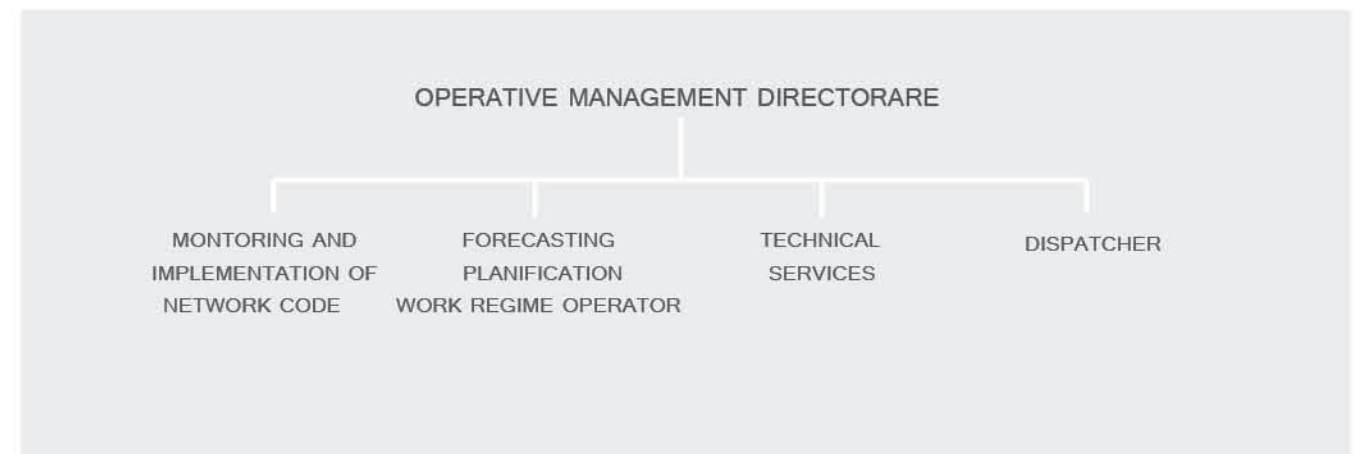 OPERATIVE MANAGEMENT DIRECTORARE
MONTORING AND
IMPLEMENTATION OF
NETWORK CODE
FORECASTING
PLANIFICATION
WORK REGIME OPERATOR
TECHNICAL
SERVICES
DISPATCHER